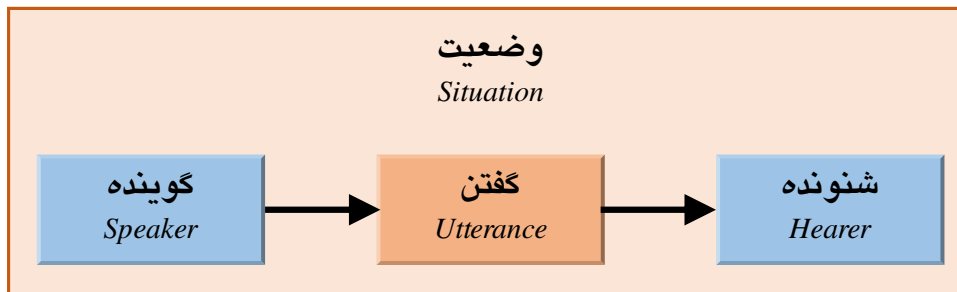 وضعیت
Situation
گوینده
Speaker
گفتن
Utterance
شنونده
Hearer